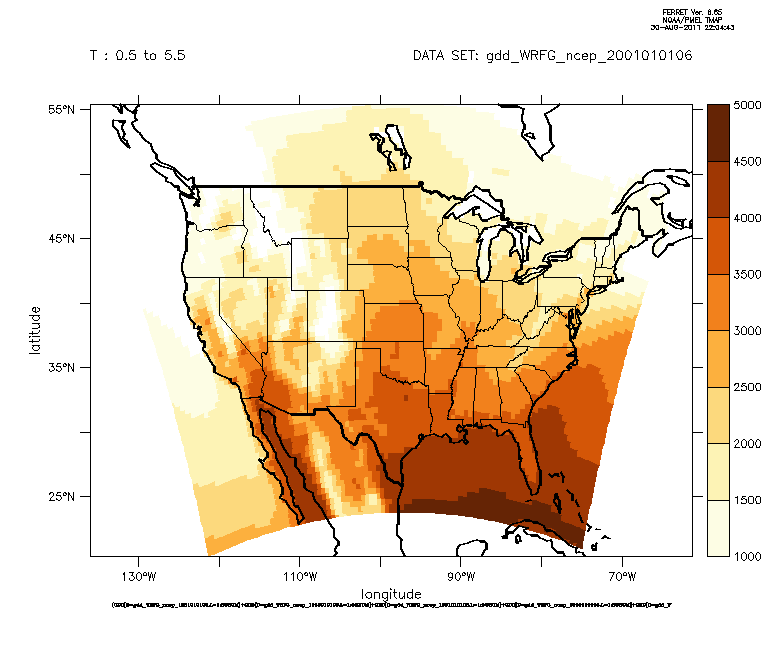 FERRET Ver. 6.65
NOAA/PMEL TMAP
30-AUG-2011 22:04:43
T : 0.5 to 5.5
DATA SET: gdd_WRFG_ncep_2001010106
55°N
45°N
35°N
25°N
latitude
130°W
110°W
90°W
70°W
longitude
5000
4500
4000
3500
3000
2500
2000
1500
1000